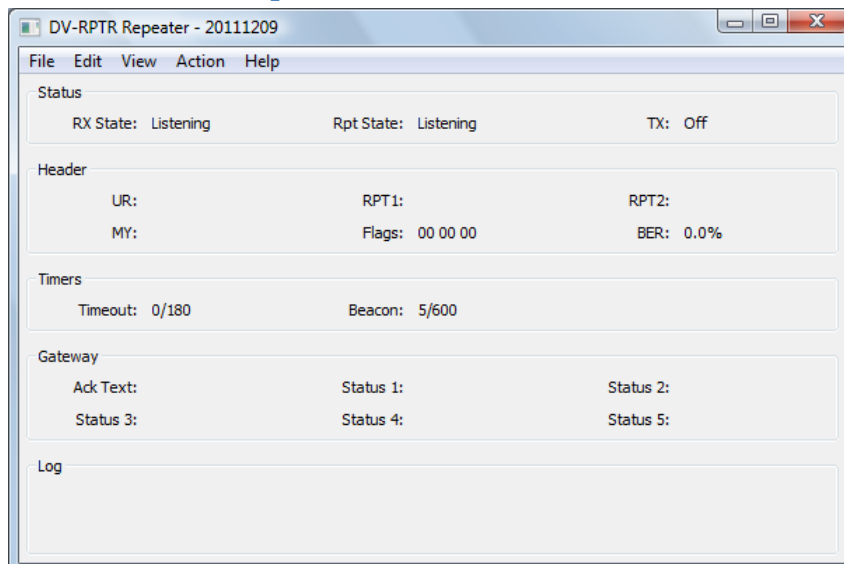 DV-RPTR Repeater - 20111209
File Edit View Action Help
Status
RX State: Listening Rpt State: Listening TX: Off
Header
UR: RPT1: RPT2:
MY: Flags: 00 00 00 BER: 0.0%
Timers
Timeout: 0/180 Beacon: 5/600
Gateway
Ack Text: Status 1: Status 2:
Status 3: Status 4: Status 5:
Log